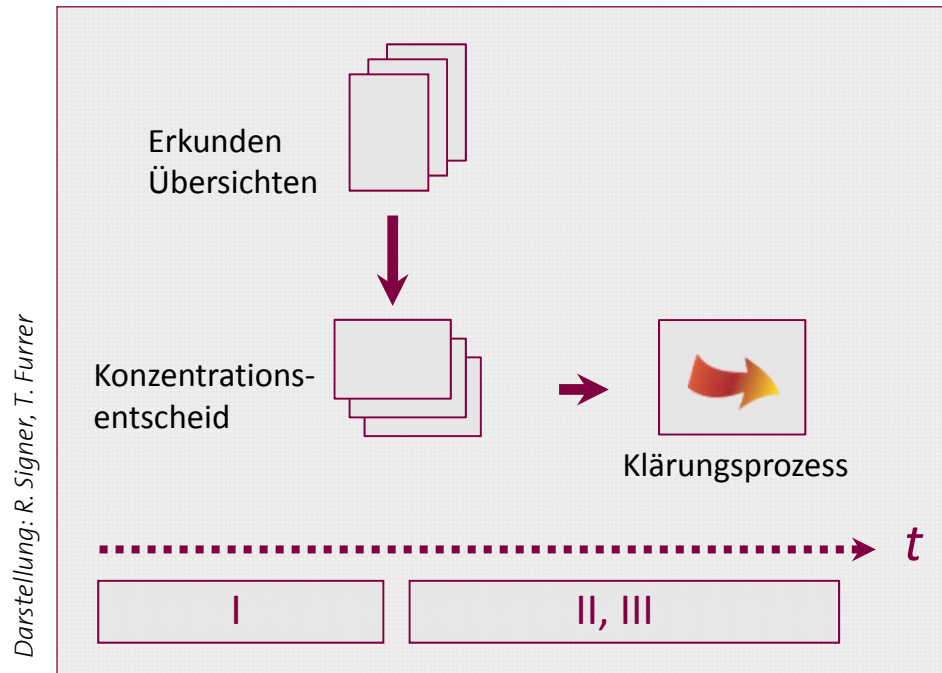 Erkunden
Übersichten
Konzentrations-
entscheid
Klärungsprozess
t
I
II, III
Darstellung: R. Signer, T. Furrer